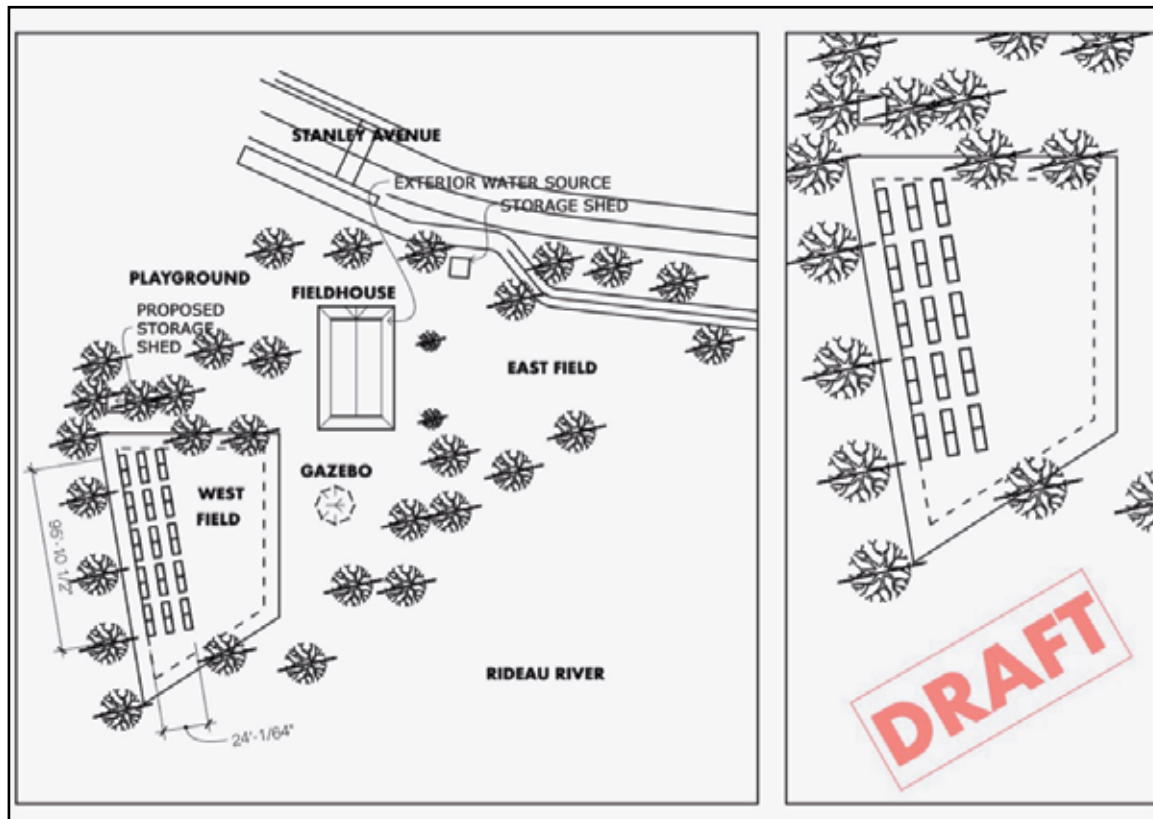 STANLEY AVENUE
EXTERIOR WATER SOURCE
STORAGE SHED
PLAYGROUND
FIELDHOUSE
PROPOSED
STORAGE
SHED
EAST FIELD
GAZEBO
WEST
FIELD
96'-10 1/2"
RIDEAU RIVER
24'-1/64"
DRAFT